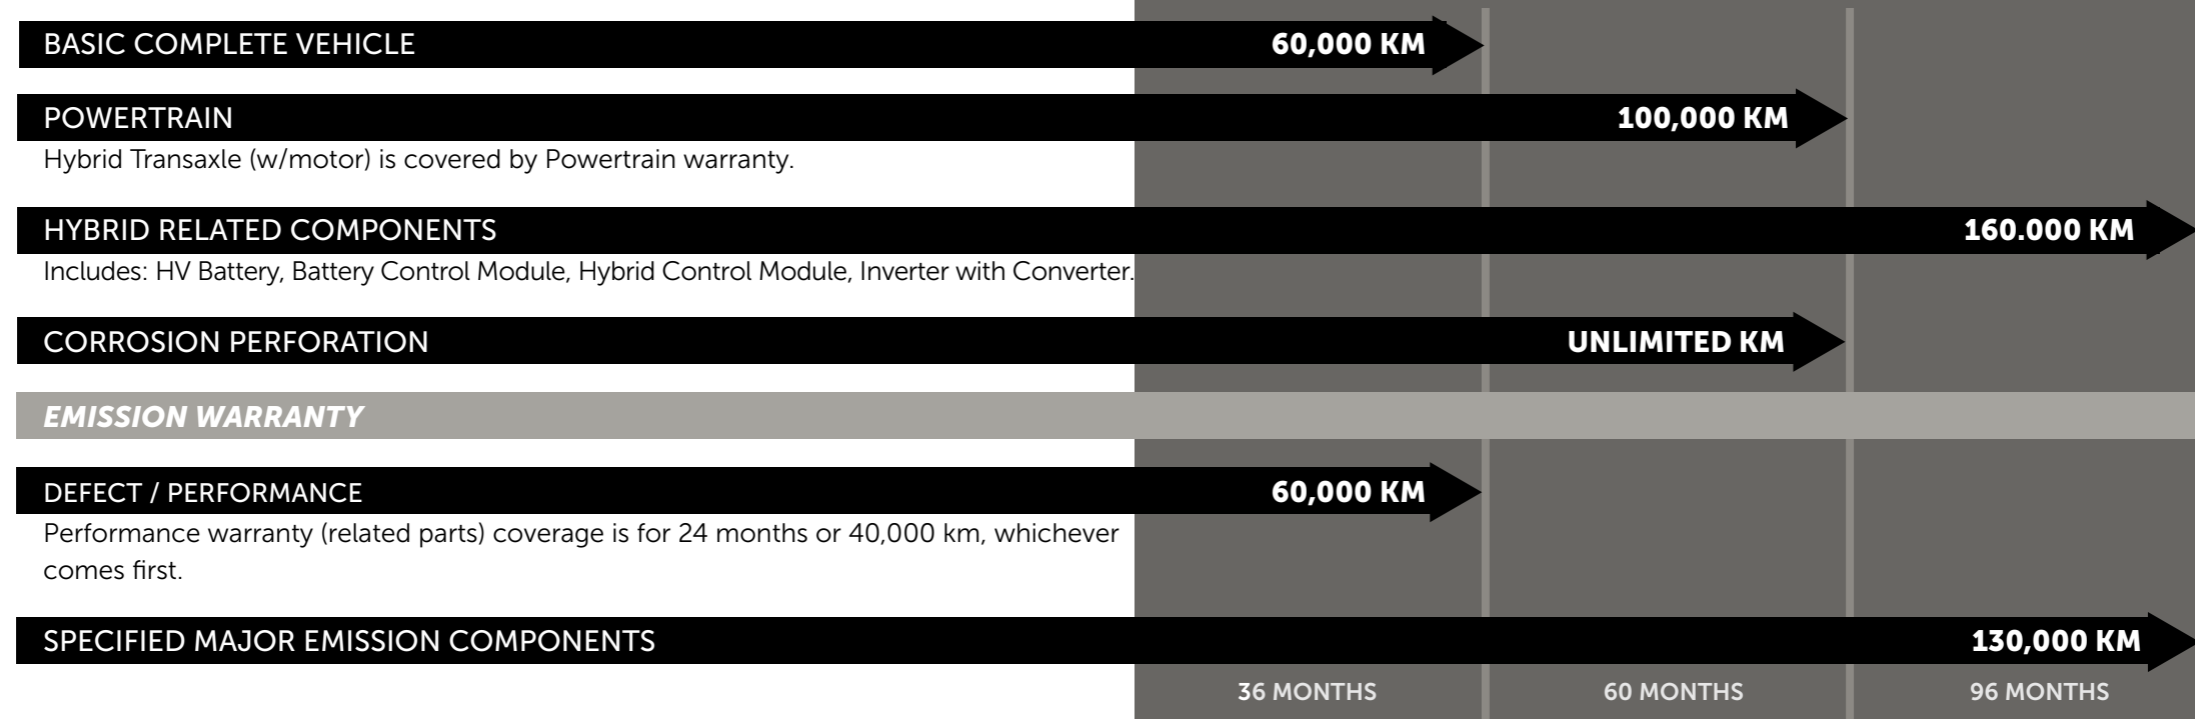 BASIC COMPLETE VEHICLE 60,000 KM
POWERTRAIN 100,000 KM
Hybrid Transaxle (w/motor) is covered by Powertrain warranty.
HYBRID RELATED COMPONENTS 160.000 KM
Includes: HV Battery, Battery Control Module, Hybrid Control Module, Inverter with Converter.
CORROSION PERFORATION UNLIMITED KM
EMISSION WARRANTY
DEFECT / PERFORMANCE 60,000 KM
Performance warranty (related parts) coverage is for 24 months or 40,000 km, whichever
comes first.
SPECIFIED MAJOR EMISSION COMPONENTS 130,000 KM
36 MONTHS 60 MONTHS 96 MONTHS